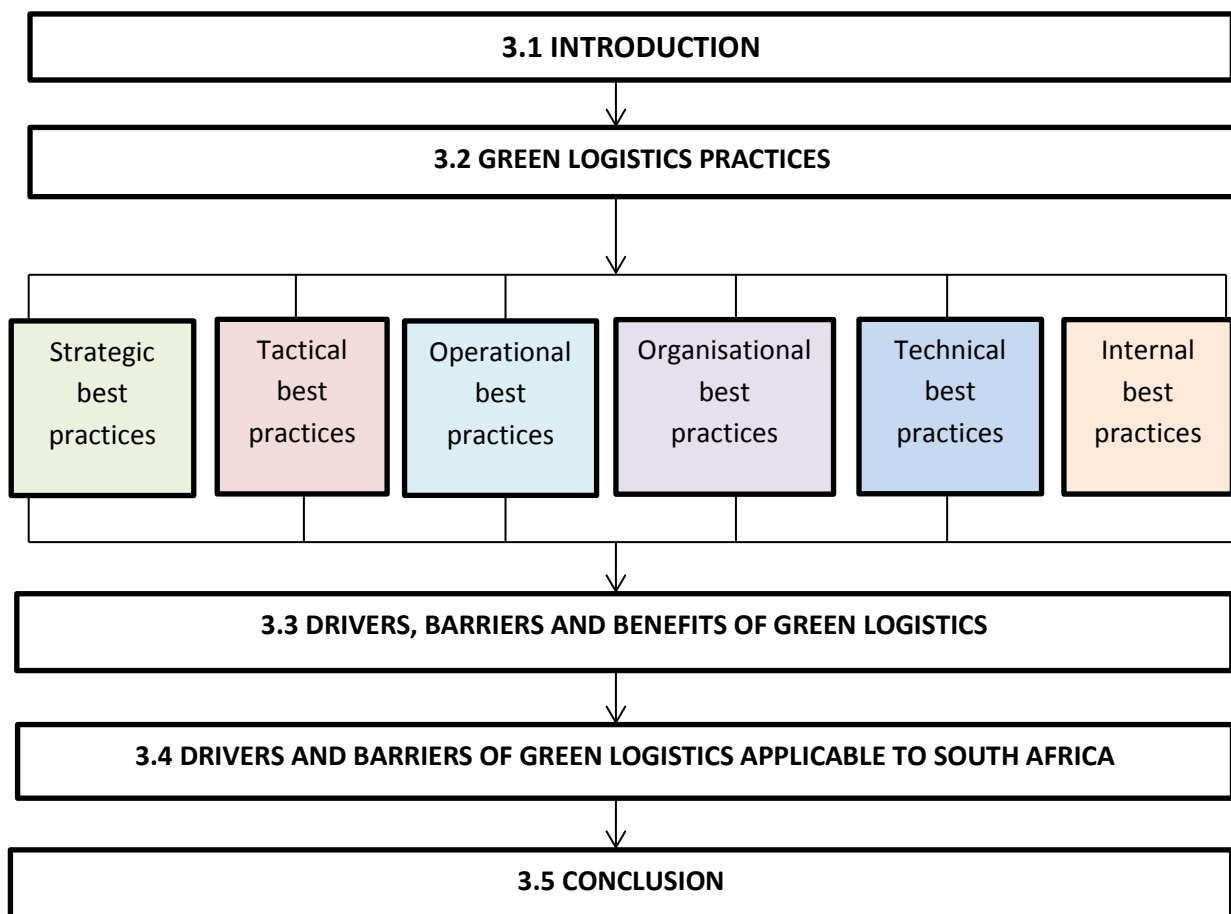 3.1 INTRODUCTION
3.2 GREEN LOGISTICS PRACTICES
Strategic
best
practices
Tactical
best
practices
Operational
best
practices
Organisational
best
practices
Technical
best
practices
Internal
best
practices
3.3 DRIVERS, BARRIERS AND BENEFITS OF GREEN LOGISTICS
3.4 DRIVERS AND BARRIERS OF GREEN LOGISTICS APPLICABLE TO SOUTH AFRICA
3.5 CONCLUSION